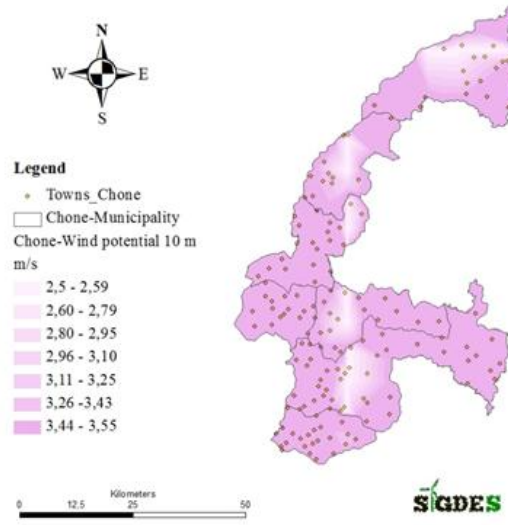 N
W E
S
Legend
Towns_Chone
Chone-Municipality
Chone-Wind potential 10 m
m/s
2,5 - 2,59
2,60 - 2,79
2,80 - 2,95
2,96 - 3,10
3,11 - 3,25
3,26 -3,43
3,44 - 3,55
Kilometers
0 12.5 25 50
SIGDES